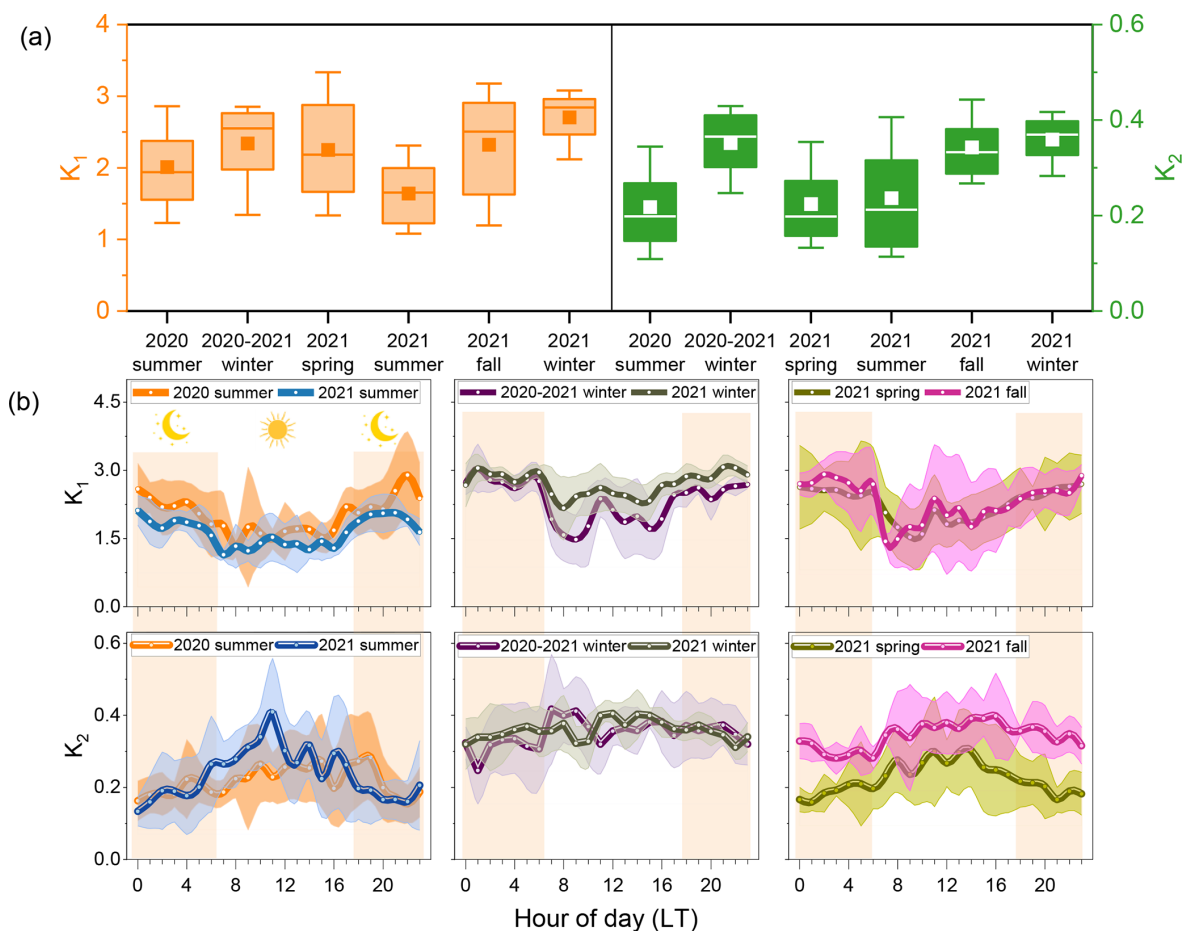 (a)
4
3
2
1
0
K₁
0.6
0.4
0.2
0.0
K₂
2020 summer
2020-2021 winter
2021 spring
2021 summer
2021 fall
2021 winter
2020 summer
2020-2021 winter
2021 spring
2021 summer
2021 fall
2021 winter
(b)
2020 summer 2021 summer
2020-2021 winter 2021 winter
2021 spring 2021 fall
4.5
3.0
1.5
0.0
K₁
2020 summer 2021 summer
2020-2021 winter 2021 winter
2021 spring 2021 fall
0.6
0.4
0.2
0.0
K₂
0 4 8 12 16 20
0 4 8 12 16 20
0 4 8 12 16 20
Hour of day (LT)